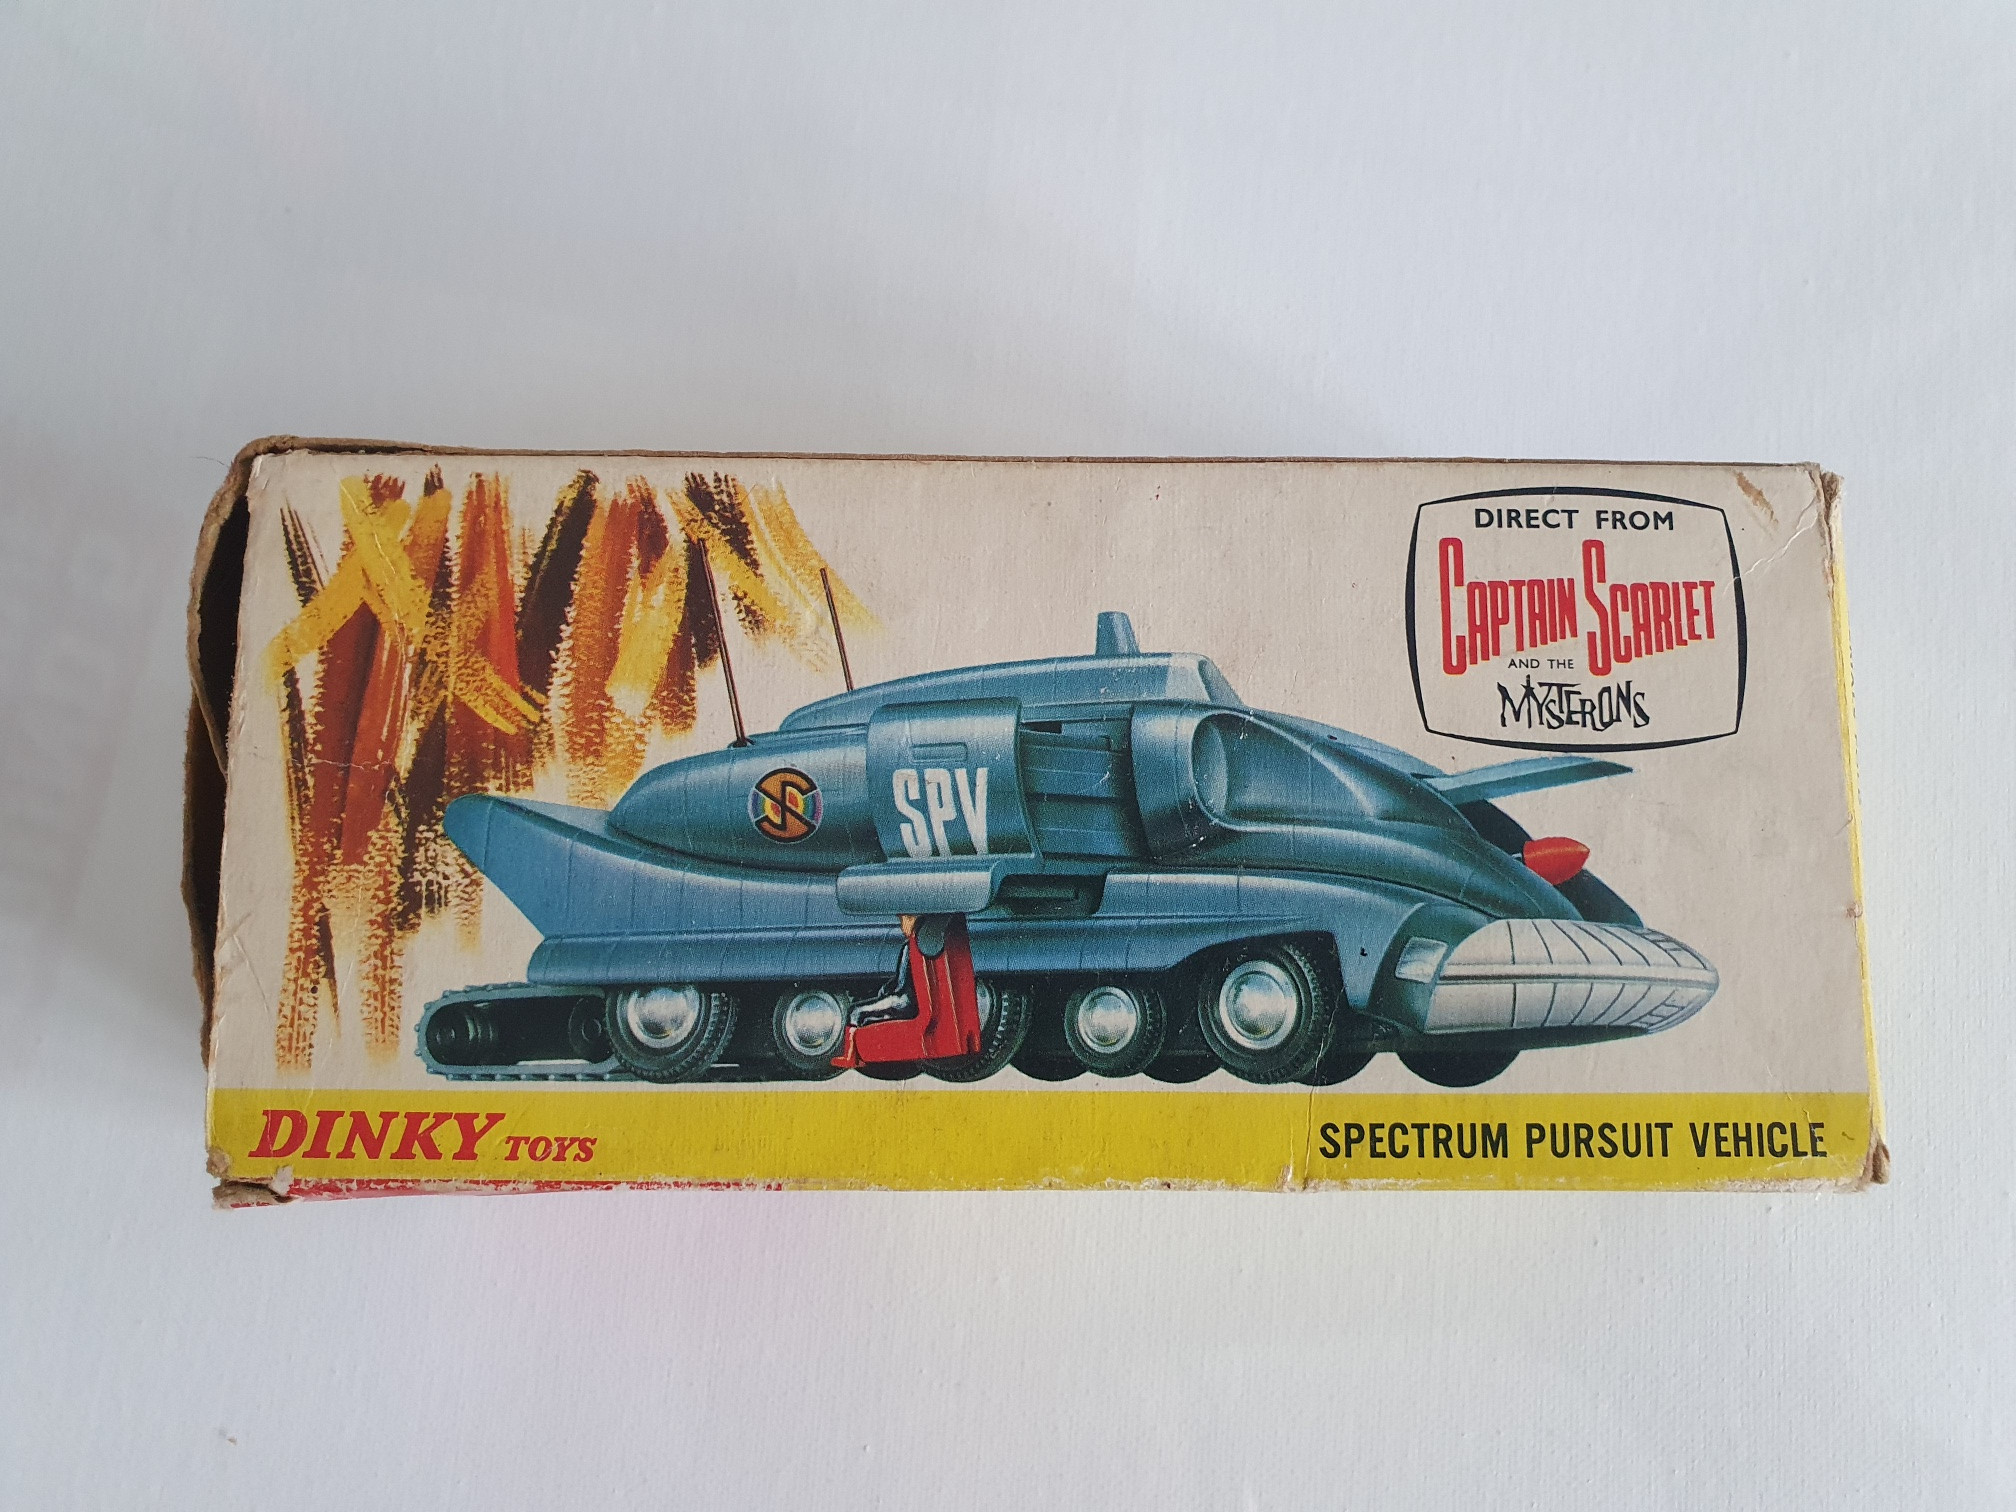 DIRECT FROM
CAPTAIN SCARLET
AND THE
MYSTERONS
SPV
DINKY TOYS
SPECTRUM PURSUIT VEHICLE